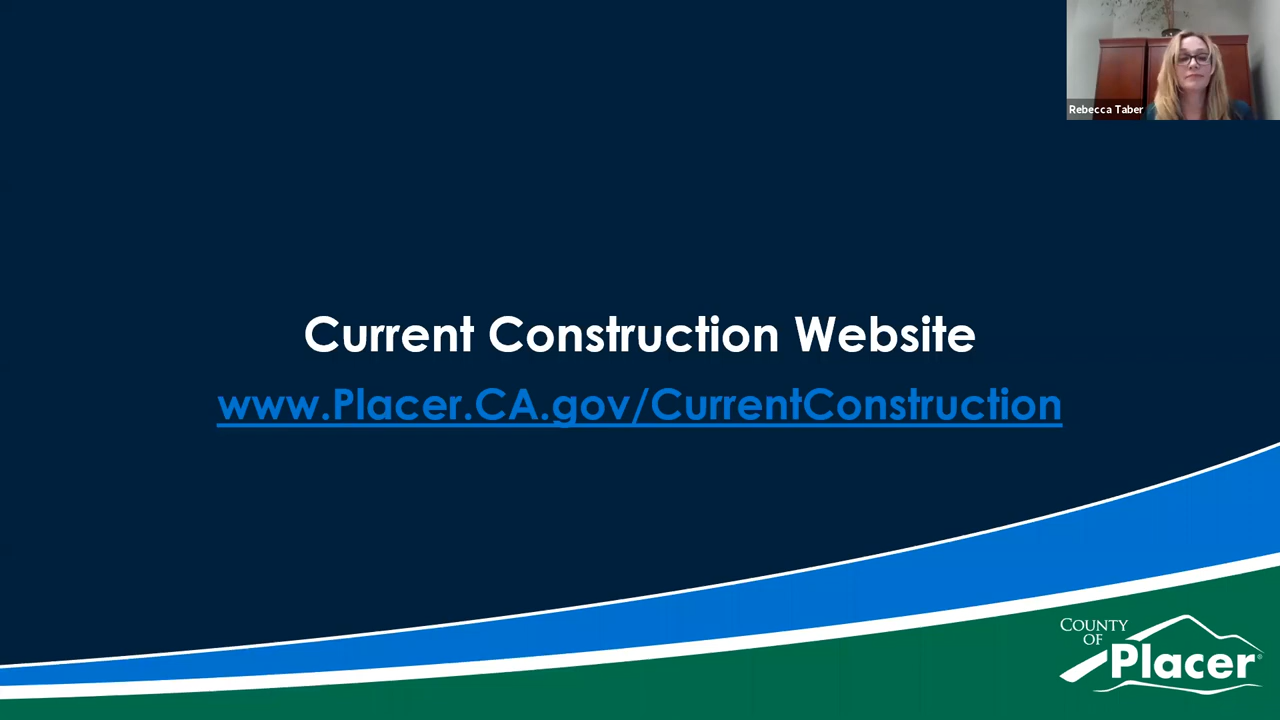 Rebecca Taber
Current Construction Website
www.Placer.CA.gov/CurrentConstruction
COUNTY
OF
Placer®